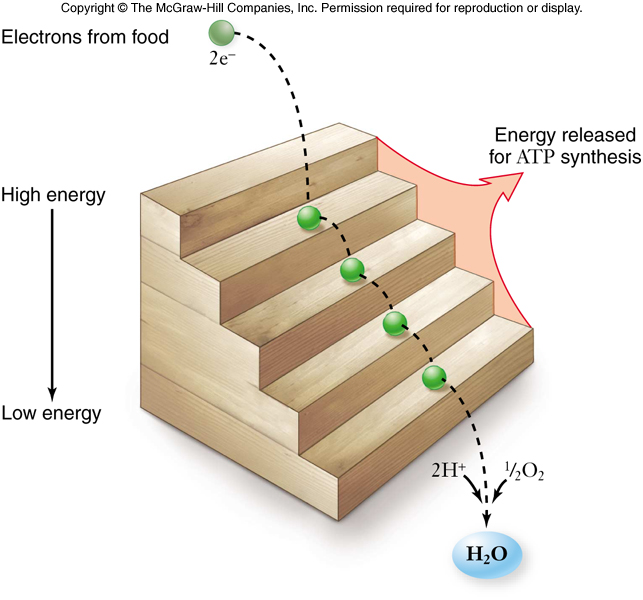 Copyright © The McGraw-Hill Companies, Inc. Permission required for reproduction or display.
Electrons from food
2e⁻
Energy released
for ATP synthesis
High energy
Low energy
2H⁺
½O₂
H₂O